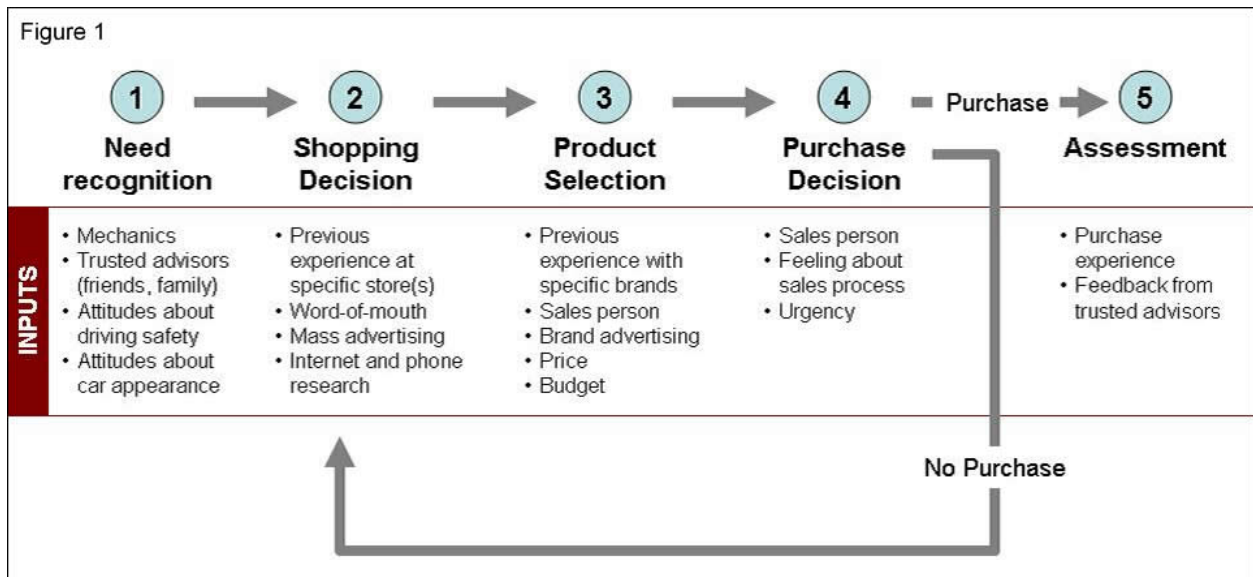 Figure 1
1
2
3
4
Purchase
5
Need
recognition
Shopping
Decision
Product
Selection
Purchase
Decision
Assessment
INPUTS
• Mechanics
• Trusted advisors
(friends, family)
• Attitudes about
driving safety
• Attitudes about
car appearance
• Previous
experience at
specific store(s)
• Word-of-mouth
• Mass advertising
• Internet and phone
research
• Previous
experience with
specific brands
• Sales person
• Brand advertising
• Price
• Budget
• Sales person
• Feeling about
sales process
• Urgency
• Purchase
experience
• Feedback from
trusted advisors
No Purchase